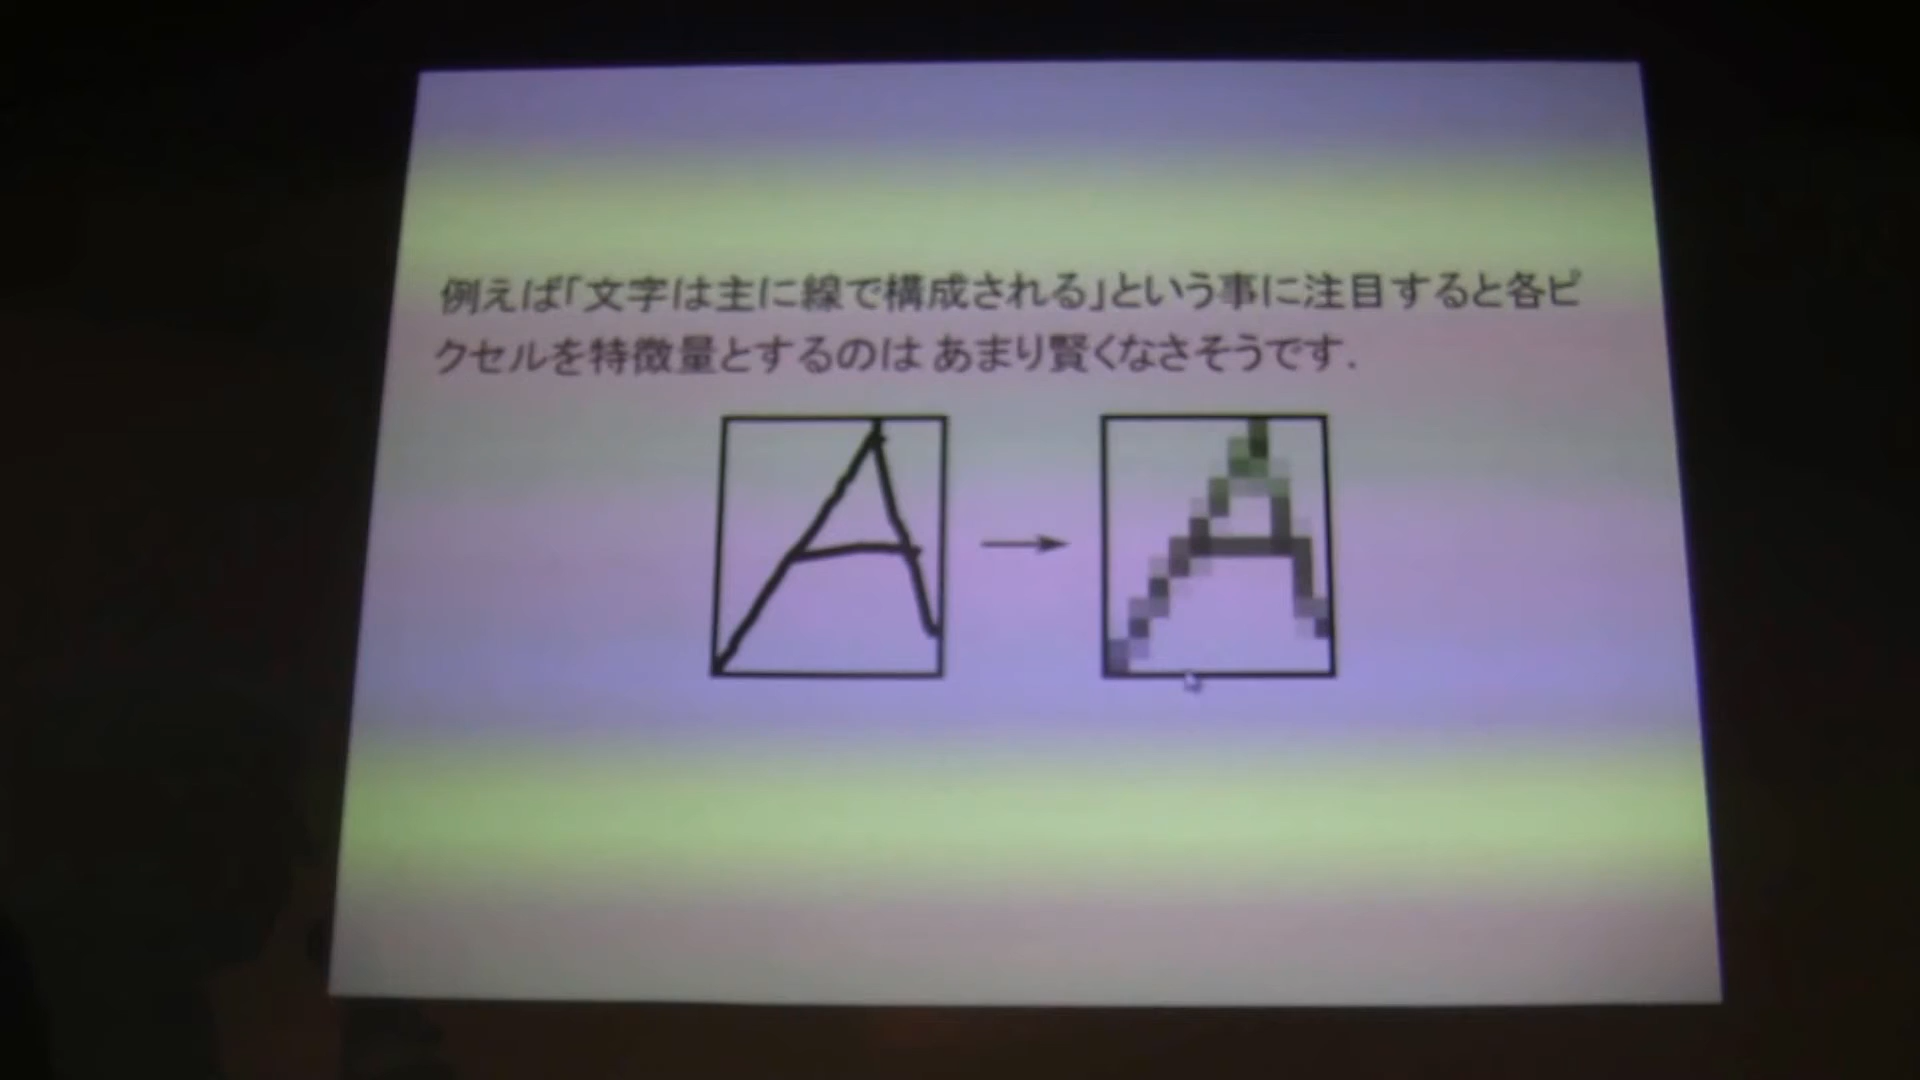 例えば「文字は主に線で構成される」という事に注目すると各ピ
クセルを特徴量とするのは あまり賢くなさそうです.
A
A